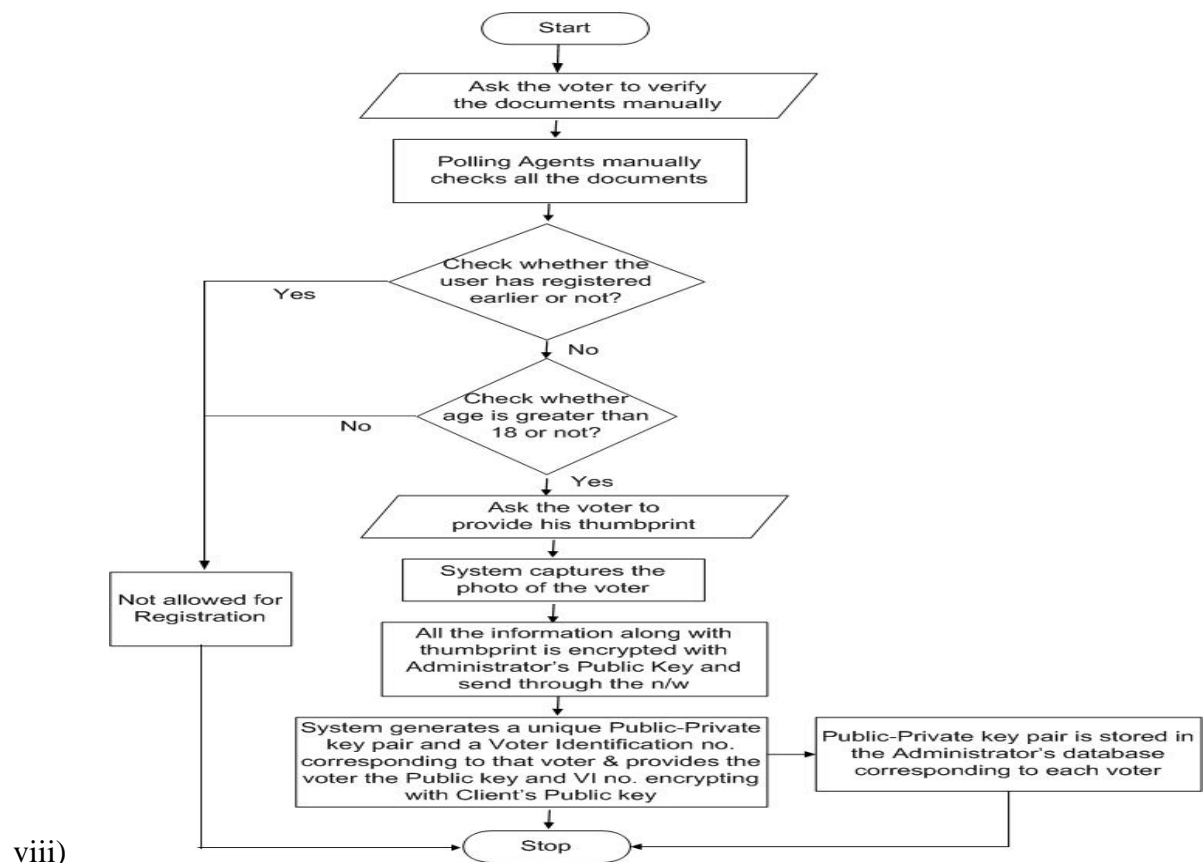 Start
Ask the voter to verify
the documents manually
Polling Agents manually
checks all the documents
Check whether the
user has registered
earlier or not?
Yes
No
Check whether
age is greater than
18 or not?
No
Yes
Ask the voter to
provide his thumbprint
System captures the
photo of the voter
Not allowed for
Registration
All the information along with
thumbprint is encrypted with
Administrator's Public Key and
send through the n/w
System generates a unique Public-Private
key pair and a Voter Identification no.
corresponding to that voter & provides the
voter the Public key and VI no. encrypting
with Client's Public key
Public-Private key pair is stored in
the Administrator's database
corresponding to each voter
Stop
viii)